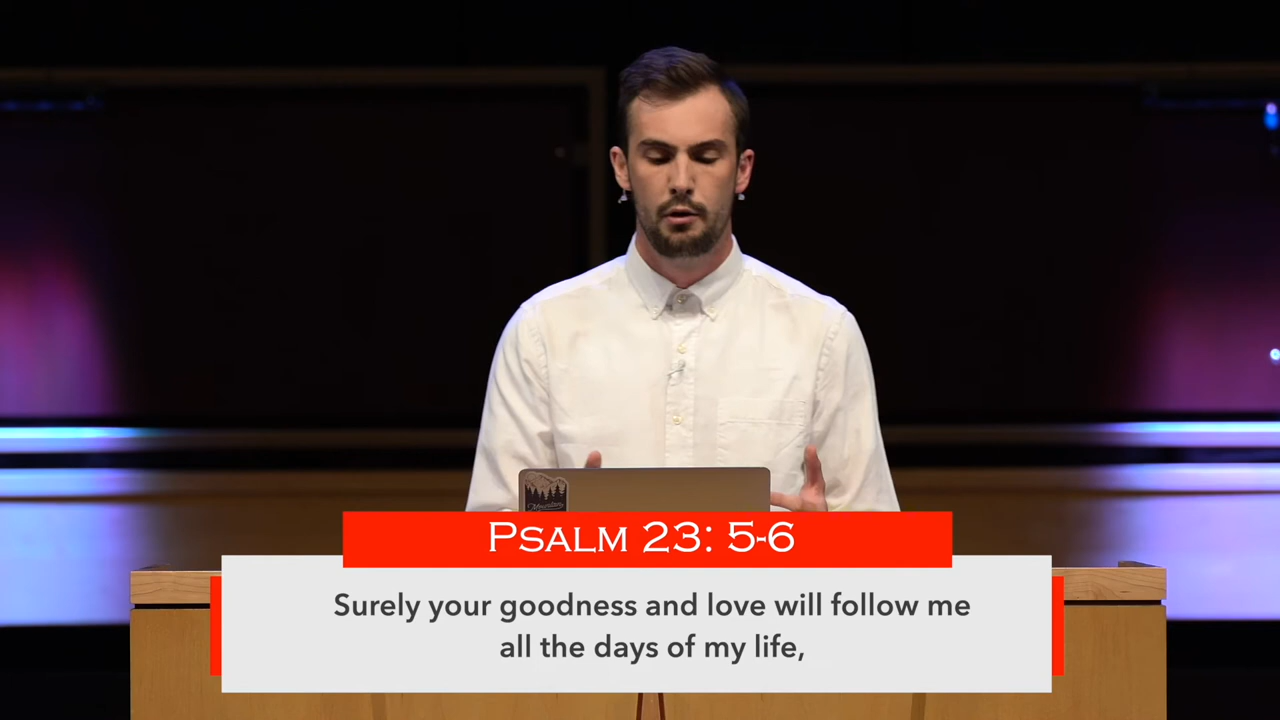 Psalm 23: 5-6
Surely your goodness and love will follow me
all the days of my life,